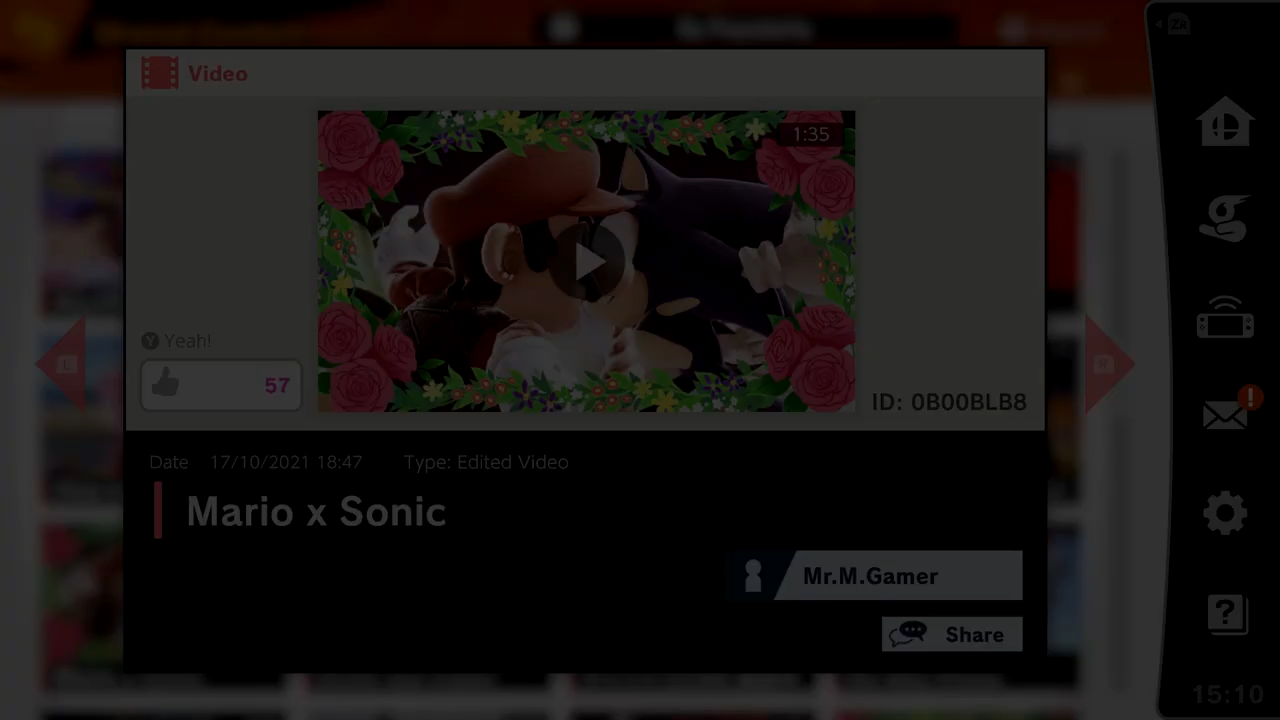 Video
1:35
Y Yeah!
57
ID: 0B00BLB8
Date 17/10/2021 18:47 Type: Edited Video
Mario x Sonic
Mr.M.Gamer
Share
L
R
ZR
?
15:10